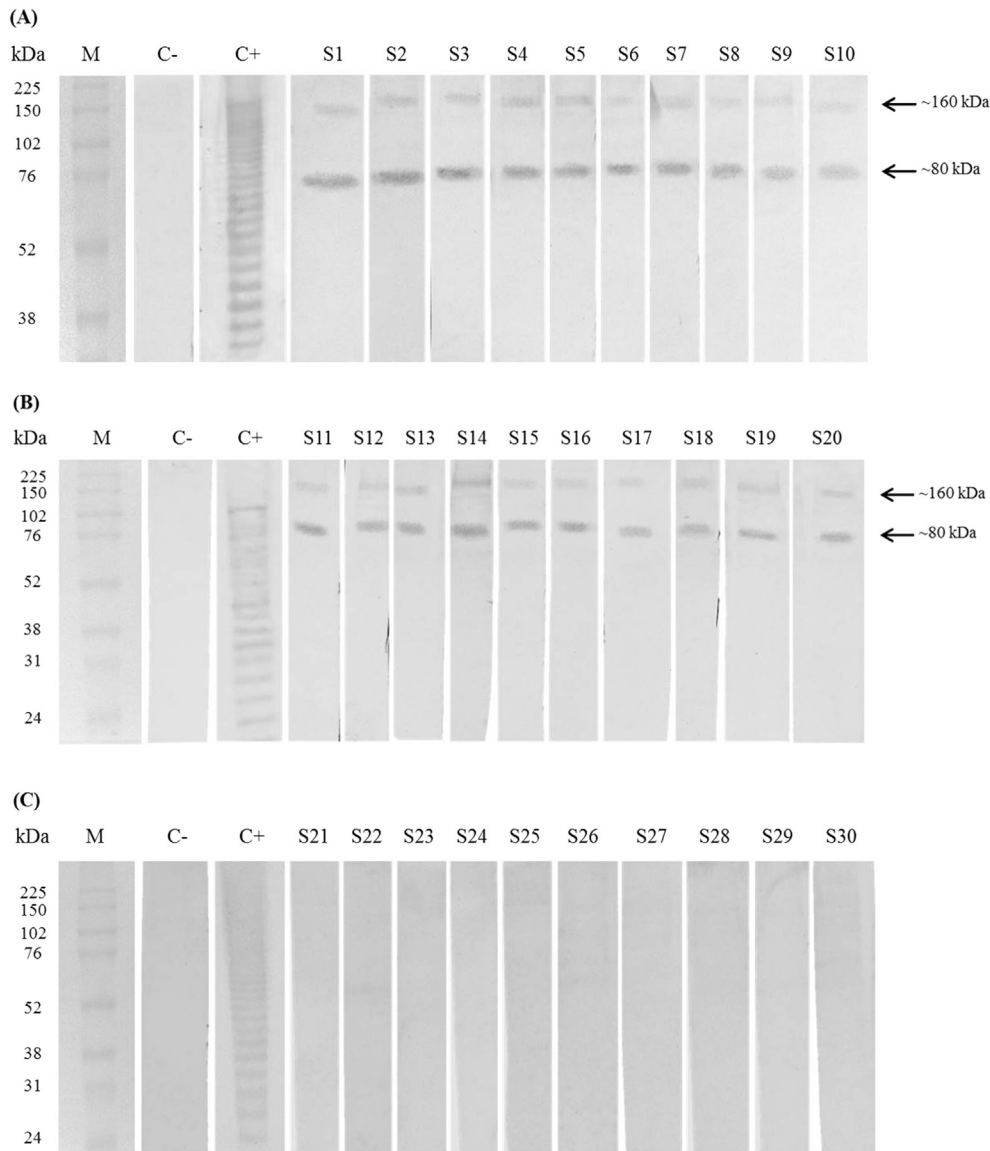 (A)
kDa M C- C+ S1 S2 S3 S4 S5 S6 S7 S8 S9 S10
225
150
~160 kDa
102
76
~80 kDa
52
38
(B)
kDa M C- C+ S11 S12 S13 S14 S15 S16 S17 S18 S19 S20
225
150
~160 kDa
102
76
~80 kDa
52
38
31
24
(C)
kDa M C- C+ S21 S22 S23 S24 S25 S26 S27 S28 S29 S30
225
150
102
76
52
38
31
24